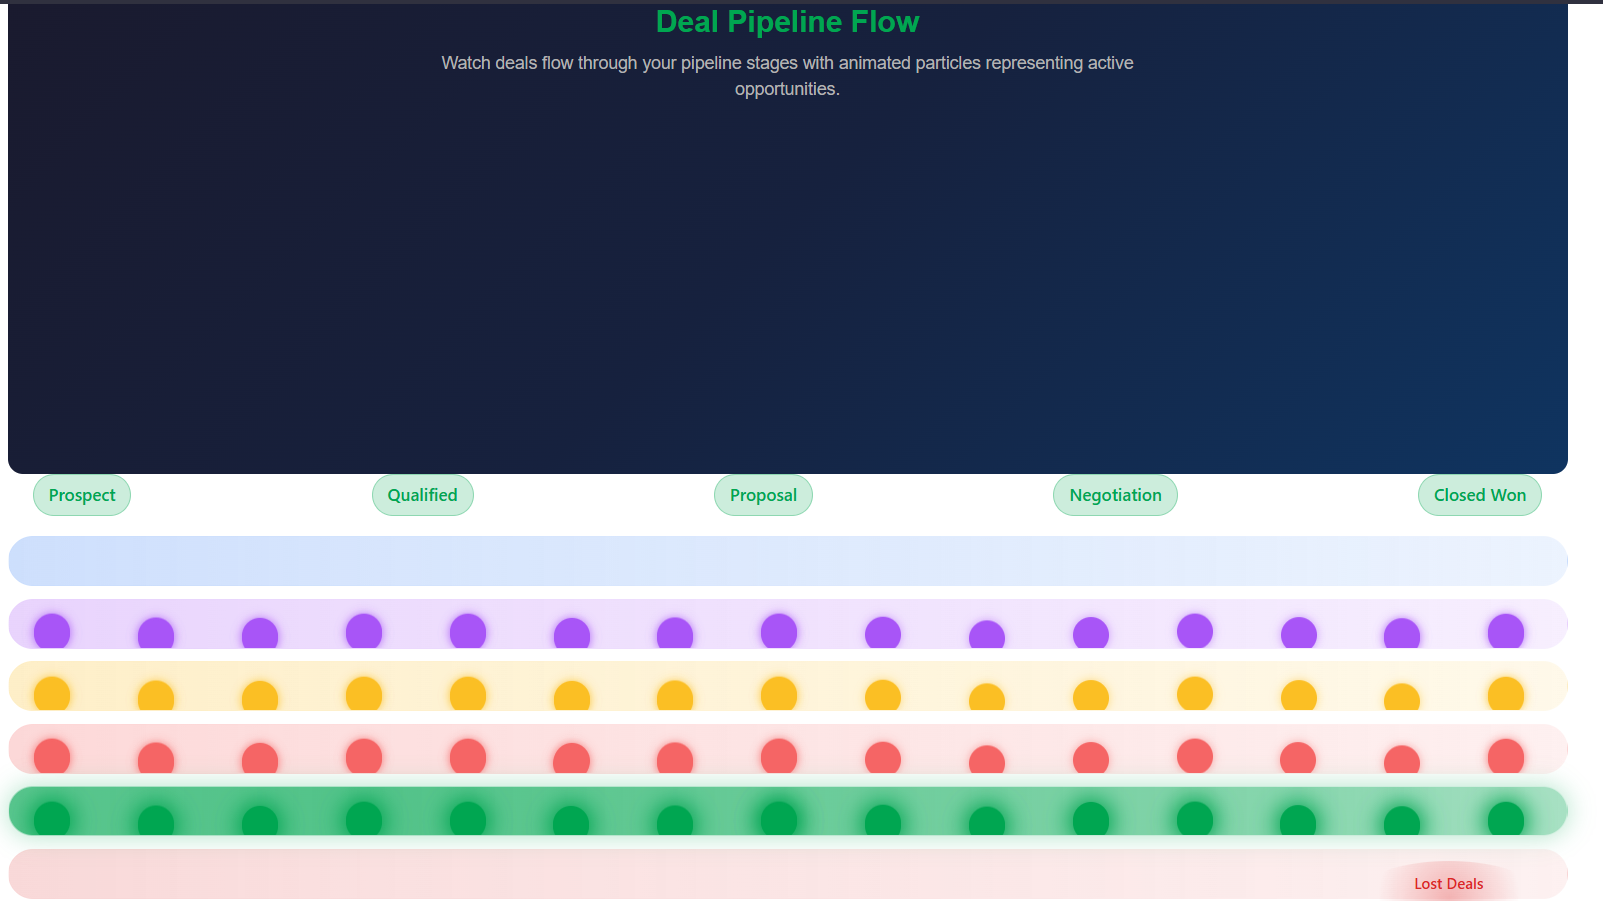 Deal Pipeline Flow
Watch deals flow through your pipeline stages with animated particles representing active
opportunities.
Prospect
Qualified
Proposal
Negotiation
Closed Won
Lost Deals